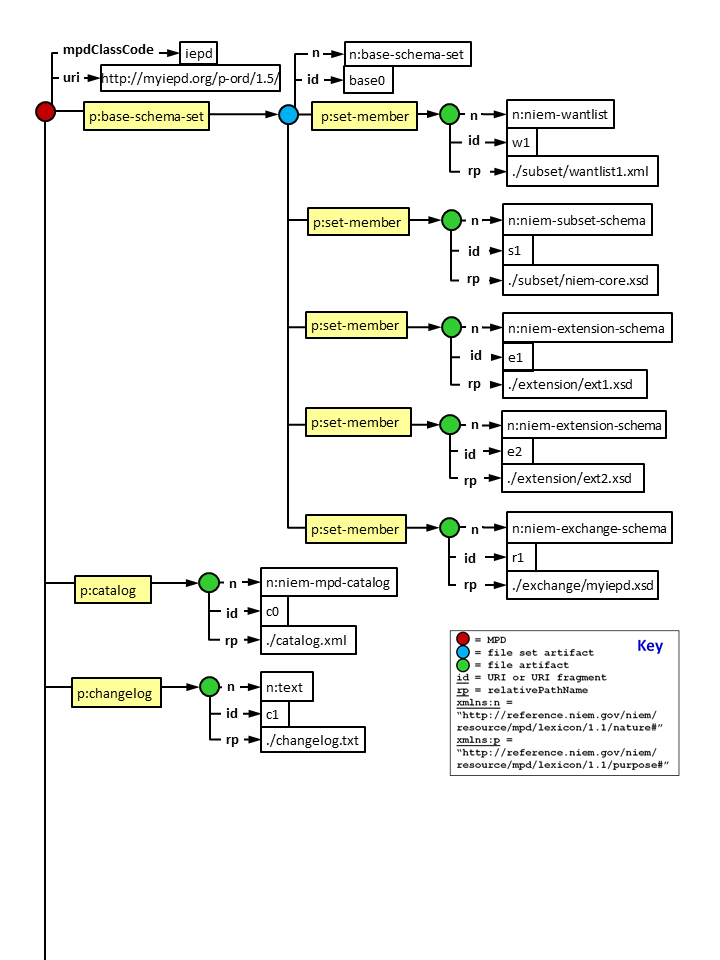 mpdClassCode
iepd
uri
http://myiepd.org/p-ord/1.5/
n
n:base-schema-set
id
base0
p:base-schema-set
p:set-member
n
n:niem-wantlist
id
w1
rp
./subset/wantlist1.xml
p:set-member
n
n:niem-subset-schema
id
s1
rp
./subset/niem-core.xsd
p:set-member
n
n:niem-extension-schema
id
e1
rp
./extension/ext1.xsd
p:set-member
n
n:niem-extension-schema
id
e2
rp
./extension/ext2.xsd
p:set-member
n
n:niem-exchange-schema
id
r1
rp
./exchange/myiepd.xsd
p:catalog
n
n:niem-mpd-catalog
id
c0
rp
./catalog.xml
p:changelog
n
n:text
id
c1
rp
./changelog.txt
Key
= MPD
= file set artifact
= file artifact
id = URI or URI fragment
rp = relativePathName
xmlns:n =
“http://reference.niem.gov/niem/
resource/mpd/lexicon/1.1/nature#”
xmlns:p =
“http://reference.niem.gov/niem/
resource/mpd/lexicon/1.1/purpose#”